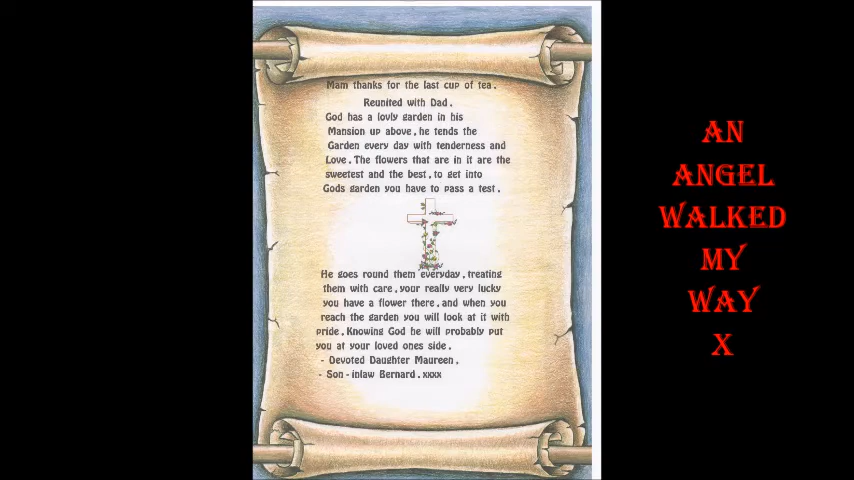 Mam thanks for the last cup of tea.
Reunited with Dad.
God has a lovly garden in his
Mansion up above, he tends the
Garden every day with tenderness and
Love. The flowers that are in it are the
sweetest and the best, to get into
Gods garden you have to pass a test.
He goes round them everyday, treating
them with care, your really very lucky
you have a flower there, and when you
reach the garden you will look at it with
pride. Knowing God he will probably put
you at your loved ones side.
- Devoted Daughter Maureen.
- Son - inlaw Bernard. xxxx
AN
ANGEL
WALKED
MY
WAY
X